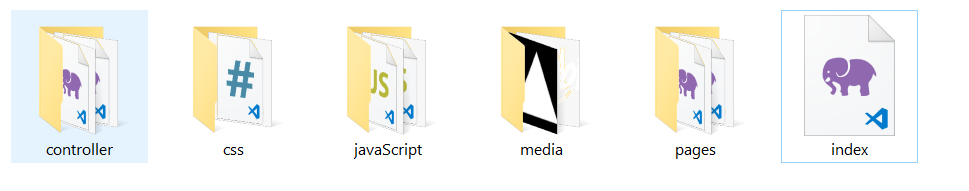 controller
css
javaScript
media
pages
index